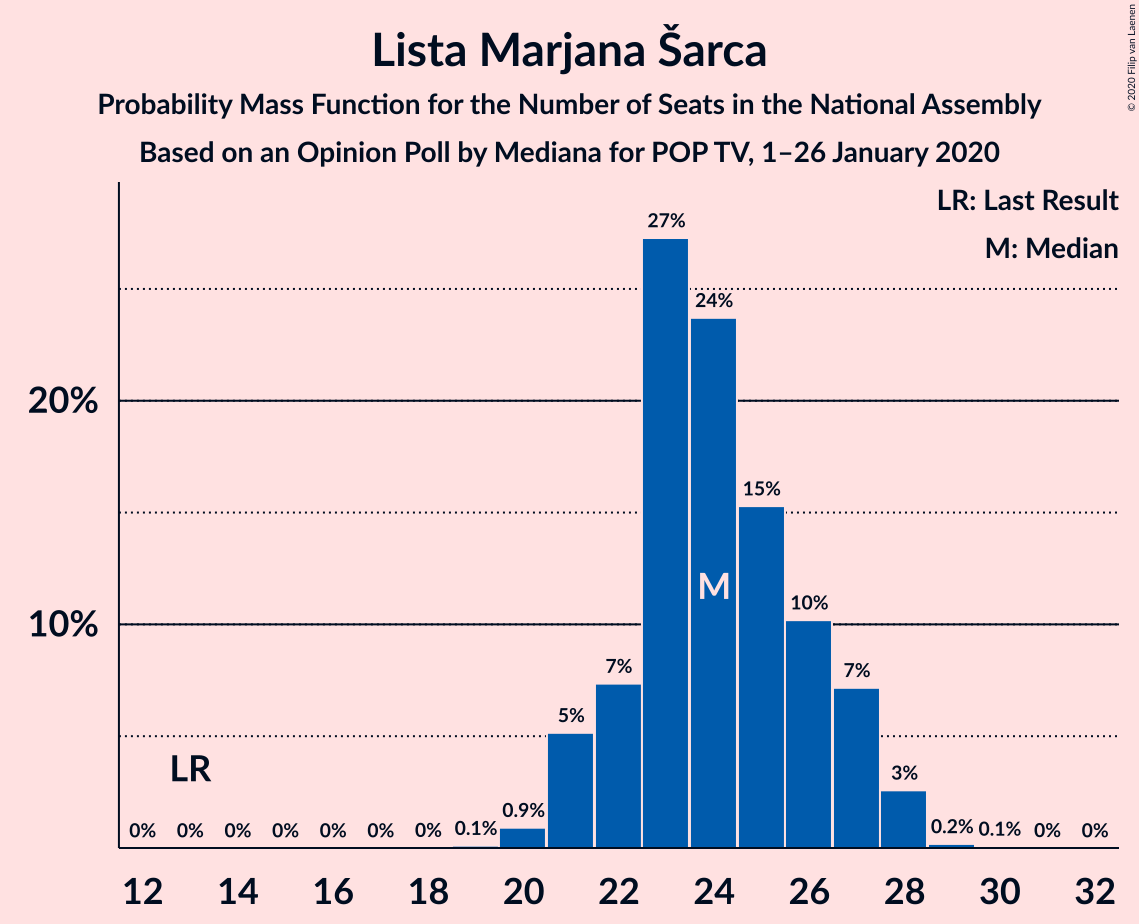 Lista Marjana Šarca
Probability Mass Function for the Number of Seats in the National Assembly
Based on an Opinion Poll by Mediana for POP TV, 1–26 January 2020
© 2020 Filip van Laenen
LR: Last Result
M: Median
20%
10%
0%
LR
0%
0%
0%
0%
0%
0%
0.1%
0.9%
5%
7%
27%
24%
M
15%
10%
7%
3%
0.2%
0.1%
0%
0%
12 14 16 18 20 22 24 26 28 30 32